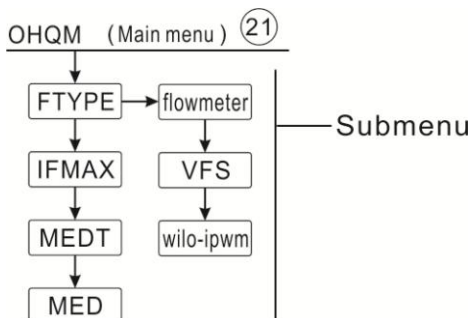 OHQM (Main menu) 21
FTYPE flowmeter
Submenu
IFMAX VFS
MEDT wilo-ipwm
MED